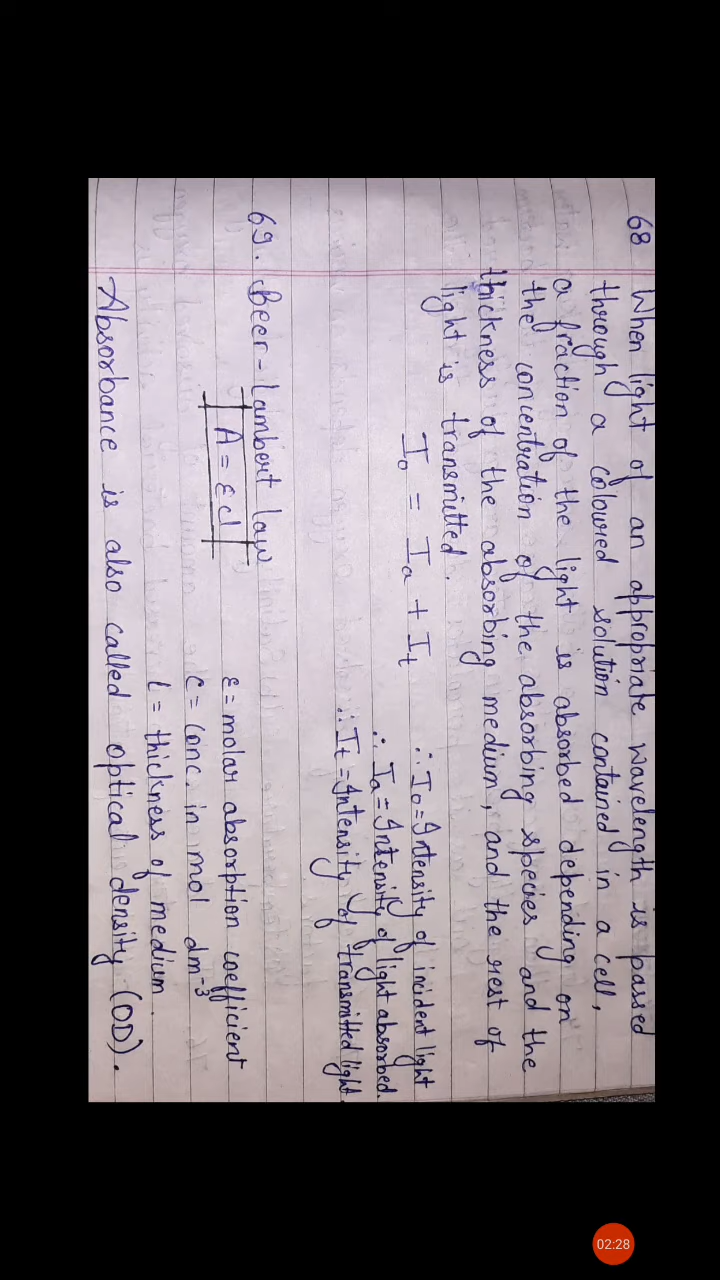 68 When light of an appropriate wavelength is passed
through a coloured solution contained in a cell,
a fraction of the light is absorbed depending on
the concentration of the absorbing species and the
thickness of the absorbing medium, and the rest of
light is transmitted.
I₀ = Iₐ + Iₜ ∴ I₀ = Intensity of incident light
∴ Iₐ = Intensity of light absorbed.
∴ Iₜ = Intensity of transmitted light.
69. Beer-Lambert law
A = εcl ε = molar absorption coefficient
c = conc. in mol dm⁻³
l = thickness of medium.
Absorbance is also called optical density (OD).
02:28